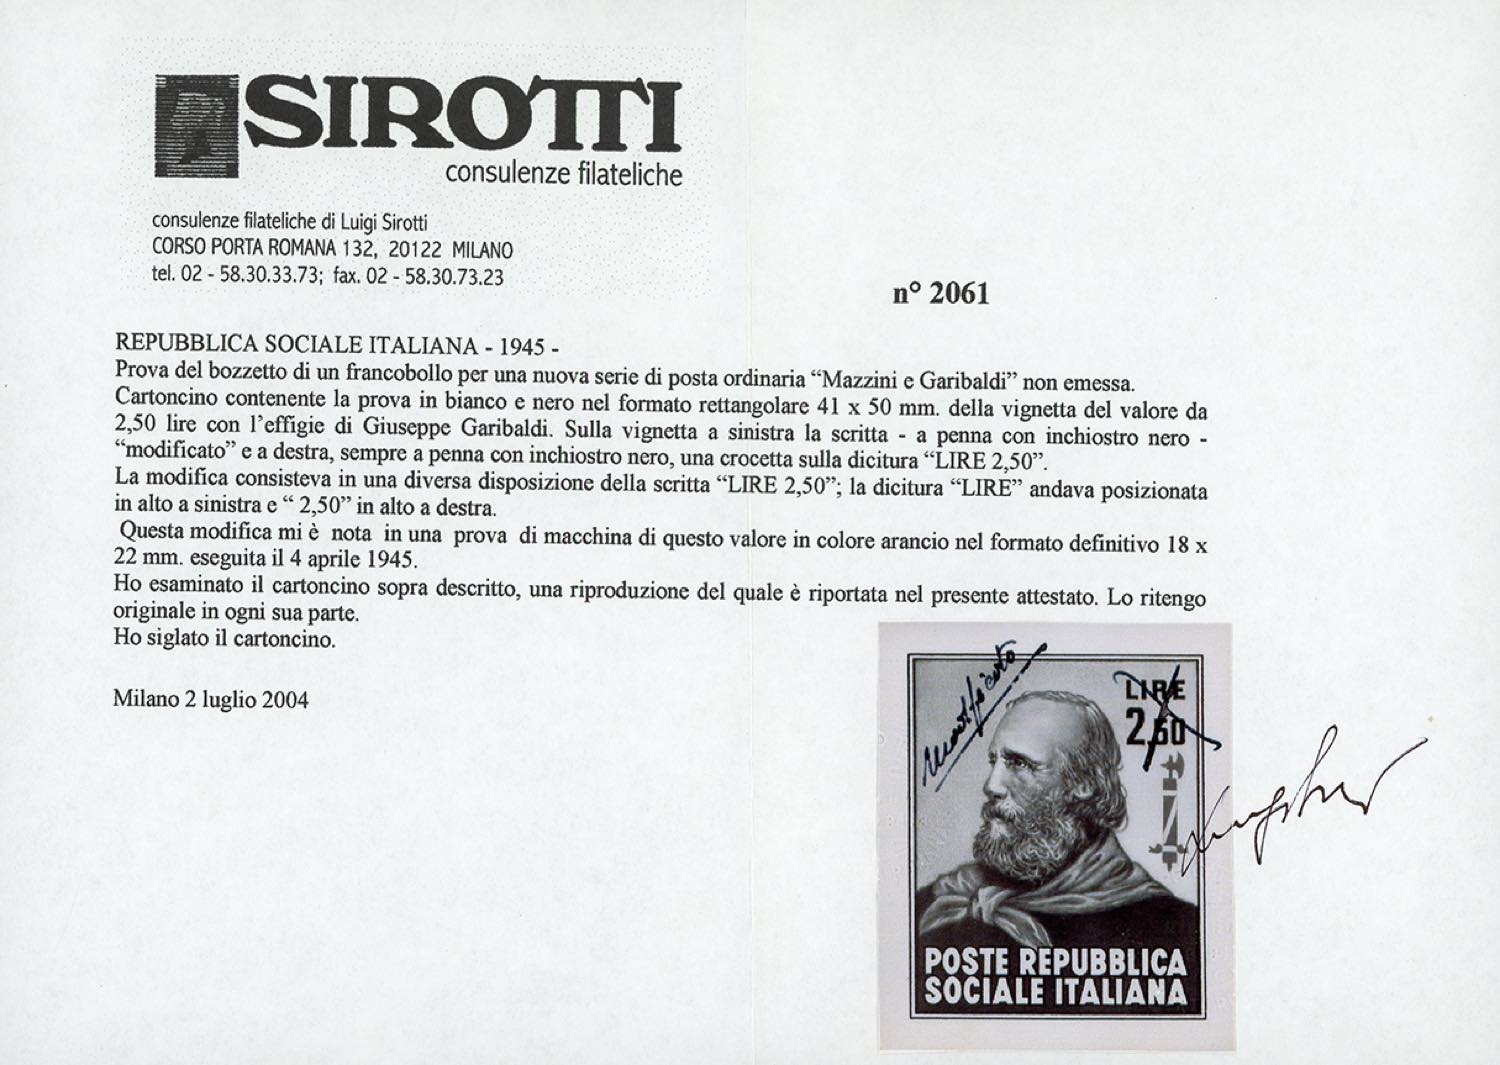 SIROTTI
consulenze filateliche
consulenze filateliche di Luigi Sirotti
CORSO PORTA ROMANA 132, 20122 MILANO
tel. 02 - 58.30.33.73; fax. 02 - 58.30.73.23
n° 2061
REPUBBLICA SOCIALE ITALIANA - 1945 -
Prova del bozzetto di un francobollo per una nuova serie di posta ordinaria “Mazzini e Garibaldi” non emessa.
Cartoncino contenente la prova in bianco e nero nel formato rettangolare 41 x 50 mm. della vignetta del valore da
2,50 lire con l’effigie di Giuseppe Garibaldi. Sulla vignetta a sinistra la scritta - a penna con inchiostro nero -
“modificato” e a destra, sempre a penna con inchiostro nero, una crocetta sulla dicitura “LIRE 2,50”.
La modifica consisteva in una diversa disposizione della scritta “LIRE 2,50”; la dicitura “LIRE” andava posizionata
in alto a sinistra e “ 2,50” in alto a destra.
Questa modifica mi è nota in una prova di macchina di questo valore in colore arancio nel formato definitivo 18 x
22 mm. eseguita il 4 aprile 1945.
Ho esaminato il cartoncino sopra descritto, una riproduzione del quale è riportata nel presente attestato. Lo ritengo
originale in ogni sua parte.
Ho siglato il cartoncino.
Milano 2 luglio 2004
modificato
LIRE
2,50
POSTE REPUBBLICA
SOCIALE ITALIANA